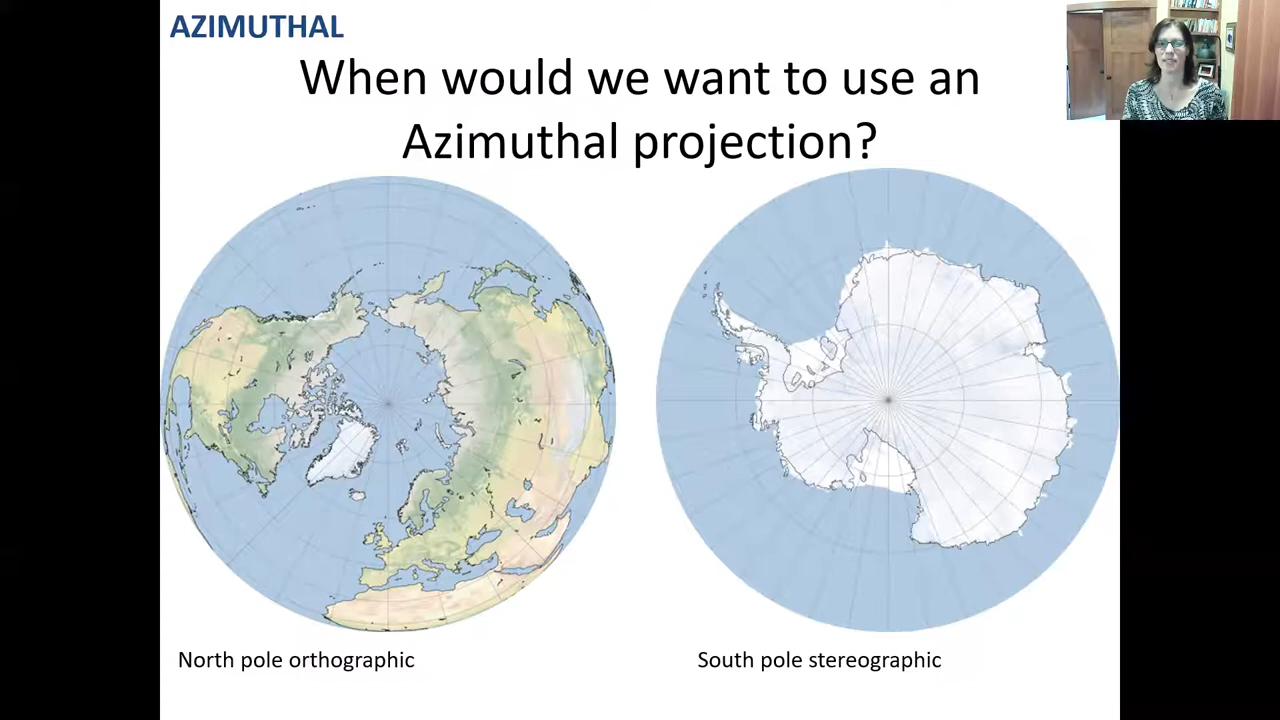 AZIMUTHAL
When would we want to use an
Azimuthal projection?
North pole orthographic
South pole stereographic